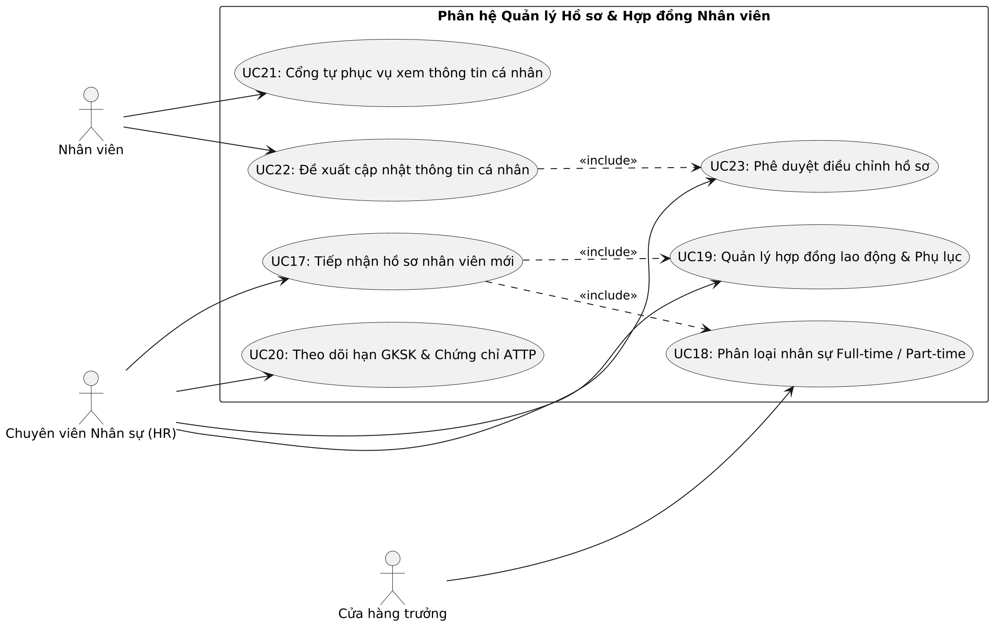 Phân hệ Quản lý Hồ sơ & Hợp đồng Nhân viên
UC21: Cổng tự phục vụ xem thông tin cá nhân
Nhân viên
UC22: Đề xuất cập nhật thông tin cá nhân
«include»
UC23: Phê duyệt điều chỉnh hồ sơ
UC17: Tiếp nhận hồ sơ nhân viên mới
«include»
UC19: Quản lý hợp đồng lao động & Phụ lục
«include»
UC20: Theo dõi hạn GKSK & Chứng chỉ ATTP
UC18: Phân loại nhân sự Full-time / Part-time
Chuyên viên Nhân sự (HR)
Cửa hàng trưởng